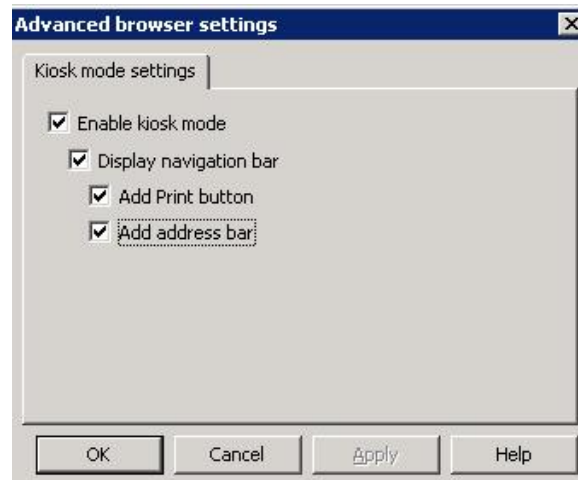 Advanced browser settings
Kiosk mode settings
Enable kiosk mode
Display navigation bar
Add Print button
Add address bar
OK Cancel Apply Help